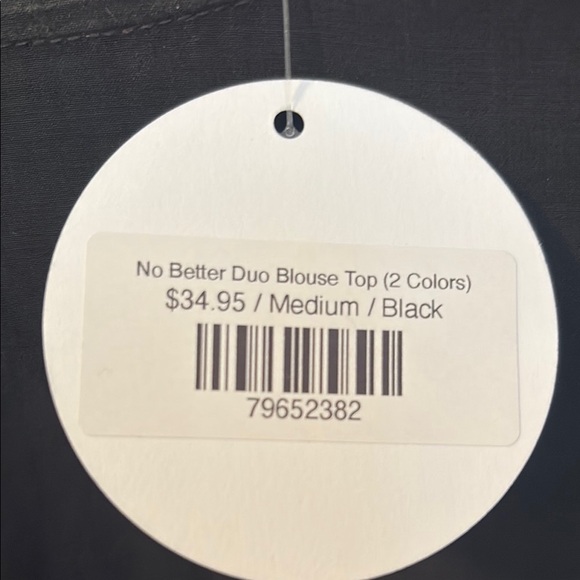 No Better Duo Blouse Top (2 Colors)
$34.95 / Medium / Black
79652382